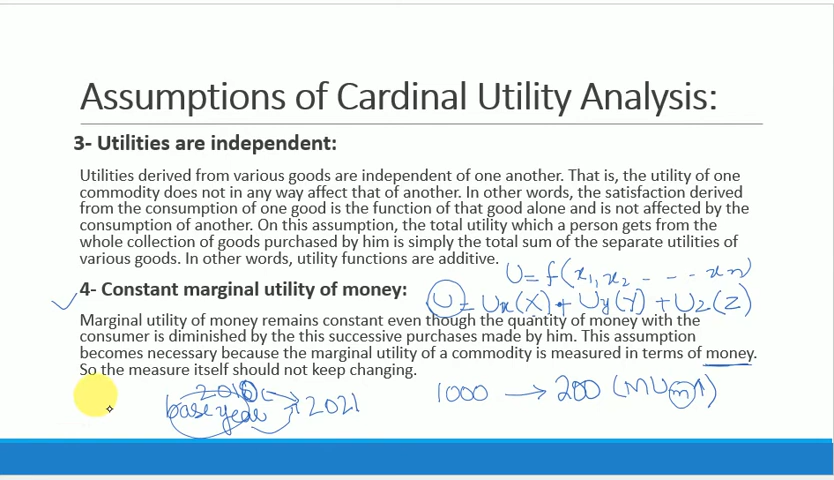 Assumptions of Cardinal Utility Analysis:
3- Utilities are independent:
Utilities derived from various goods are independent of one another. That is, the utility of one
commodity does not in any way affect that of another. In other words, the satisfaction derived
from the consumption of one good is the function of that good alone and is not affected by the
consumption of another. On this assumption, the total utility which a person gets from the
whole collection of goods purchased by him is simply the total sum of the separate utilities of
various goods. In other words, utility functions are additive.
U = f(x1, x2 - - - - xn)
4- Constant marginal utility of money:
U = Ux(X) + Uy(Y) + Uz(Z)
Marginal utility of money remains constant even though the quantity of money with the
consumer is diminished by the this successive purchases made by him. This assumption
becomes necessary because the marginal utility of a commodity is measured in terms of money.
So the measure itself should not keep changing.
base year → 2021
1000 → 200 (MUm↑)